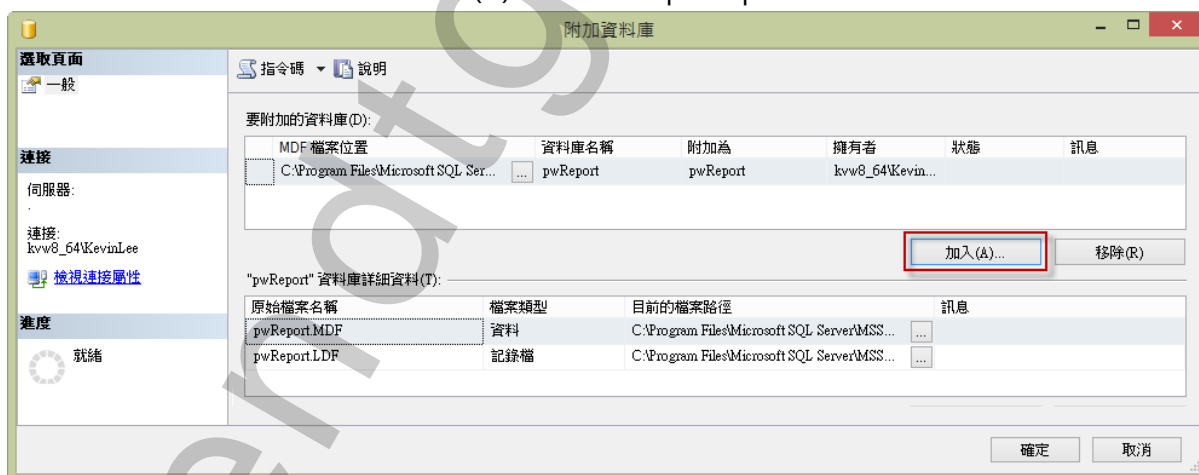 附加資料庫
選取頁面
一般
指令碼 說明
要附加的資料庫(D):
MDF 檔案位置 資料庫名稱 附加為 擁有者 狀態 訊息
C:\Program Files\Microsoft SQL Ser... ... pwReport pwReport kvw8_64\Kevin...
加入(A)... 移除(R)
連接
伺服器:
.
連接:
kvw8_64\KevinLee
檢視連接屬性
"pwReport" 資料庫詳細資料(T):
原始檔案名稱 檔案類型 目前的檔案路徑 訊息
pwReport.MDF 資料 C:\Program Files\Microsoft SQL Server\MSS... ...
pwReport.LDF 記錄檔 C:\Program Files\Microsoft SQL Server\MSS... ...
進度
就緒
確定 取消